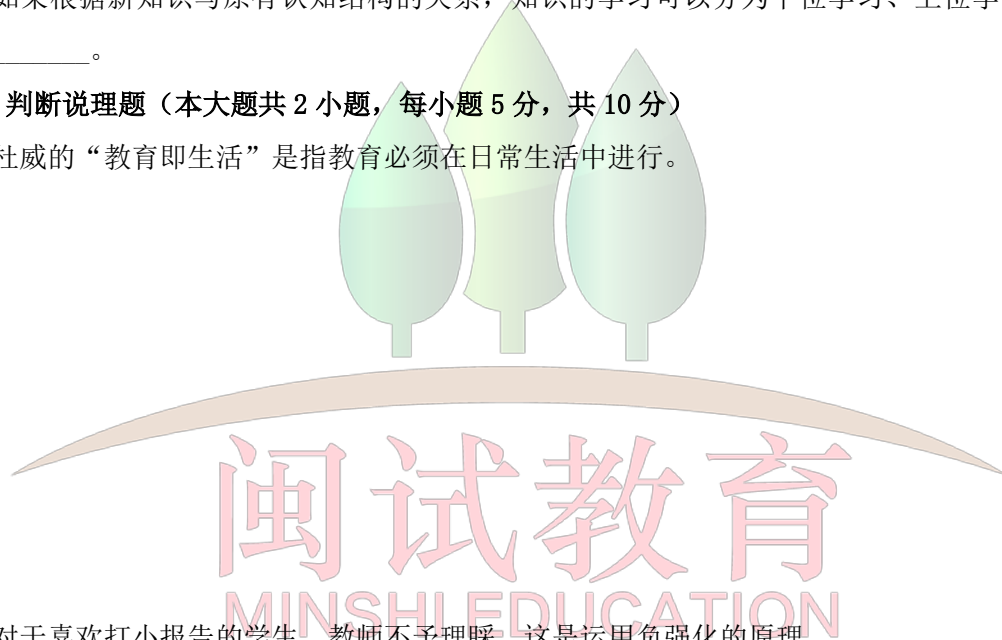 如果根据新知识与原有认知结构的关系，知识的学习可以分为下位学习、上位学
_______。
判断说理题（本大题共 2 小题，每小题 5 分，共 10 分）
杜威的“教育即生活”是指教育必须在日常生活中进行。
闽试教育
MINSHI EDUCATION
对于喜欢打小报告的学生，教师不予理睬，这是运用负强化的原理